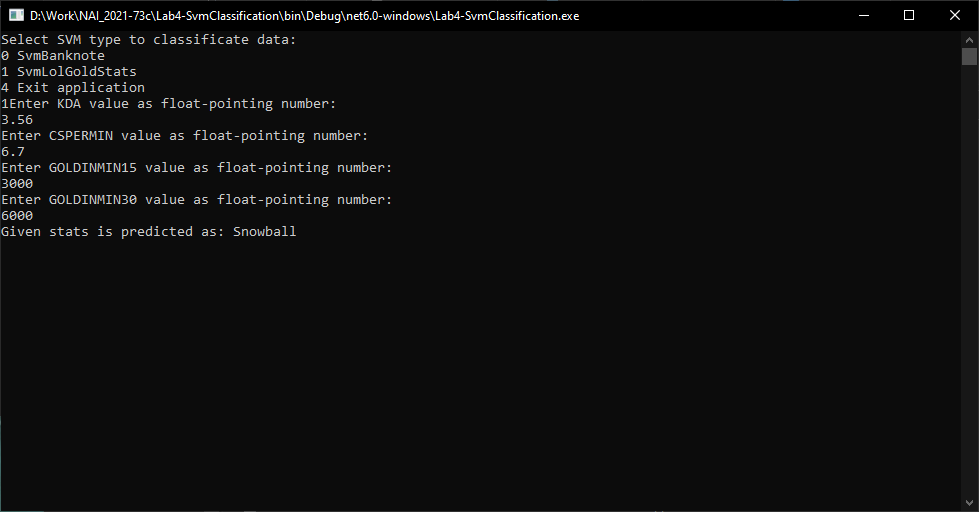 D:\Work\NAI_2021-73c\Lab4-SvmClassification\bin\Debug\net6.0-windows\Lab4-SvmClassification.exe
Select SVM type to classificate data:
0 SvmBanknote
1 SvmLolGoldStats
4 Exit application
1Enter KDA value as float-pointing number:
3.56
Enter CSPERMIN value as float-pointing number:
6.7
Enter GOLDINMIN15 value as float-pointing number:
3000
Enter GOLDINMIN30 value as float-pointing number:
6000
Given stats is predicted as: Snowball